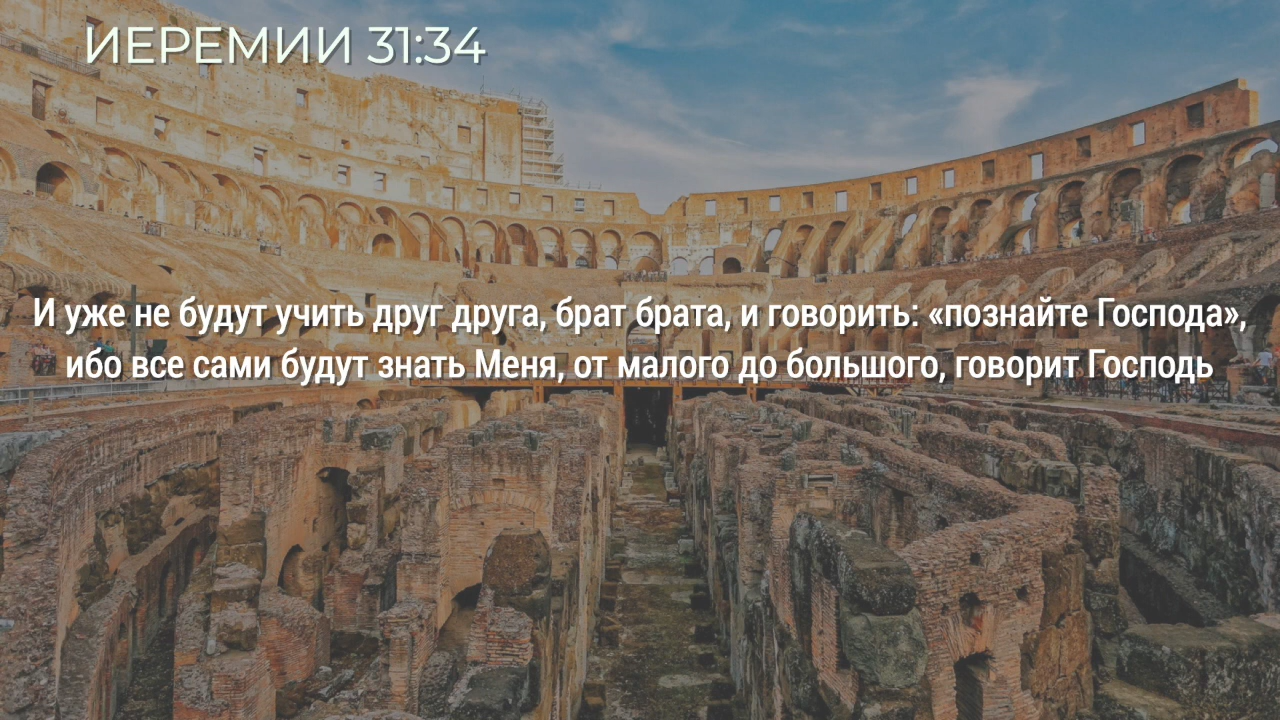 ИЕРЕМИИ 31:34
И уже не будут учить друг друга, брат брата, и говорить: «познайте Господа»,
ибо все сами будут знать Меня, от малого до большого, говорит Господь